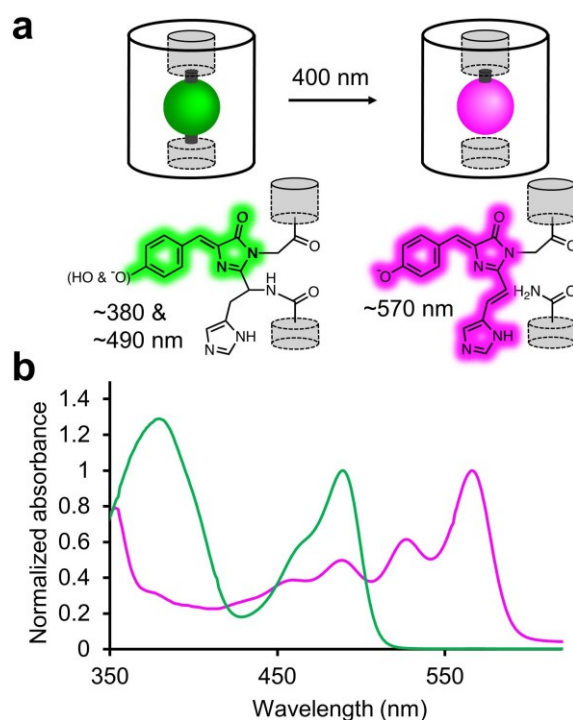 a
400 nm
O
N
N
(HO & ⁻O)
HN
O
O
~380 &
~490 nm
N
NH
O
N
N
⁻O
O
H₂N
O
~570 nm
N
NH
b
Normalized absorbance
1.4
1.2
1
0.8
0.6
0.4
0.2
0
350
450
550
Wavelength (nm)